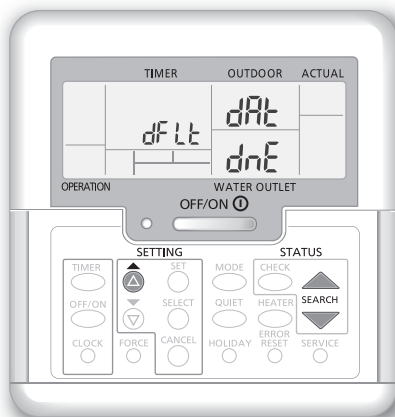 TIMER OUTDOOR ACTUAL
dFLt dAt
dnE
OPERATION WATER OUTLET
OFF/ON
SETTING STATUS
TIMER SET MODE CHECK
OFF/ON SELECT QUIET HEATER SEARCH
CLOCK FORCE CANCEL HOLIDAY ERROR RESET SERVICE